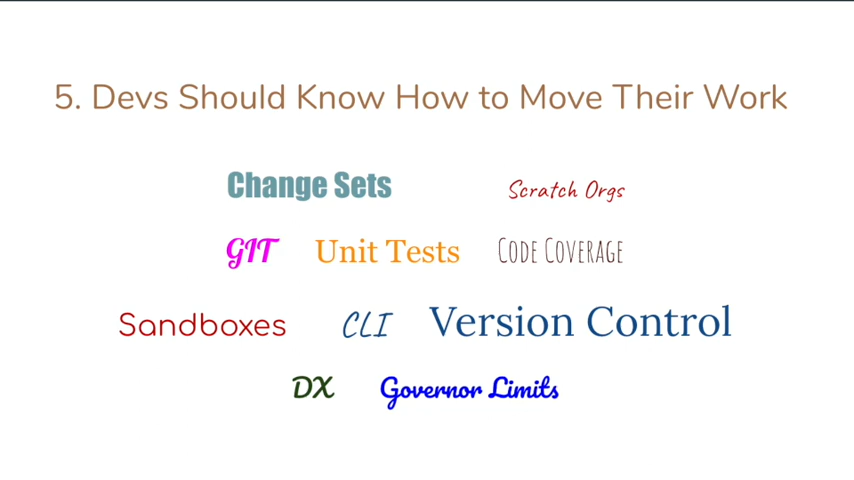 5. Devs Should Know How to Move Their Work
Change Sets Scratch Orgs
GIT Unit Tests Code Coverage
Sandboxes CLI Version Control
DX Governor Limits